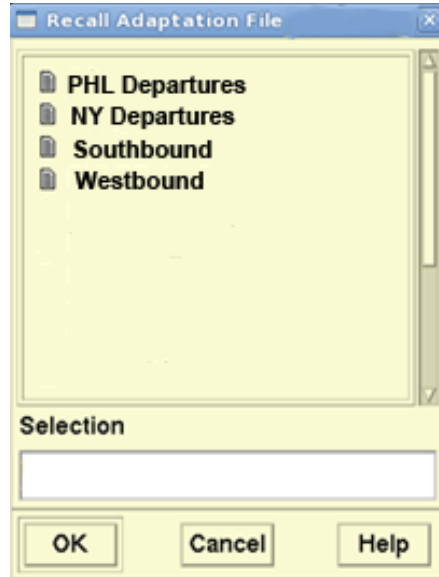 Recall Adaptation File
PHL Departures
NY Departures
Southbound
Westbound
Selection
OK Cancel Help